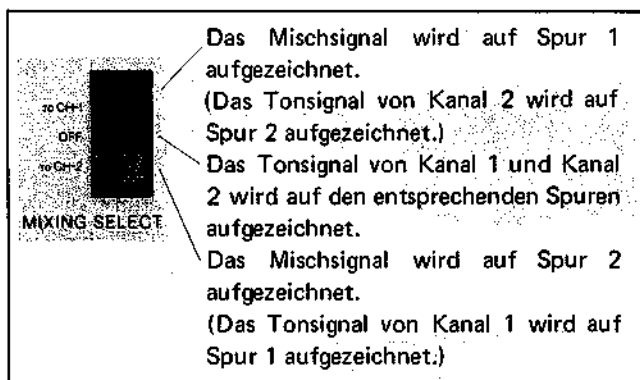 Das Mischsignal wird auf Spur 1
aufgezeichnet.
(Das Tonsignal von Kanal 2 wird auf
Spur 2 aufgezeichnet.)
Das Tonsignal von Kanal 1 und Kanal
2 wird auf den entsprechenden Spuren
aufgezeichnet.
Das Mischsignal wird auf Spur 2
aufgezeichnet.
(Das Tonsignal von Kanal 1 wird auf
Spur 1 aufgezeichnet.)
TO CH-1
OFF
TO CH-2
MIXING SELECT